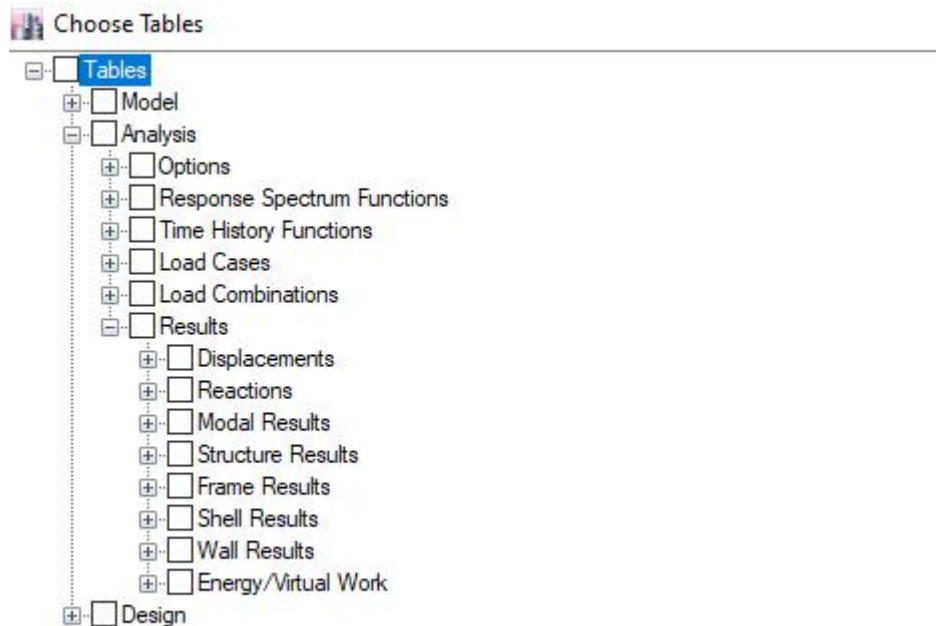 Choose Tables
Tables
Model
Analysis
Options
Response Spectrum Functions
Time History Functions
Load Cases
Load Combinations
Results
Displacements
Reactions
Modal Results
Structure Results
Frame Results
Shell Results
Wall Results
Energy/Virtual Work
Design